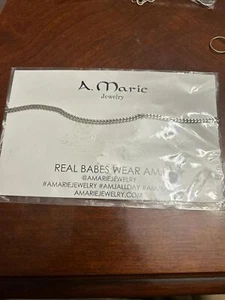 A. Marie
jewelry
REAL BABES WEAR AM
@AMARIEJEWELRY
#AMARIEJEWELRY #AMJALLDAY #AMA
AMARIEJEWELRY.COM